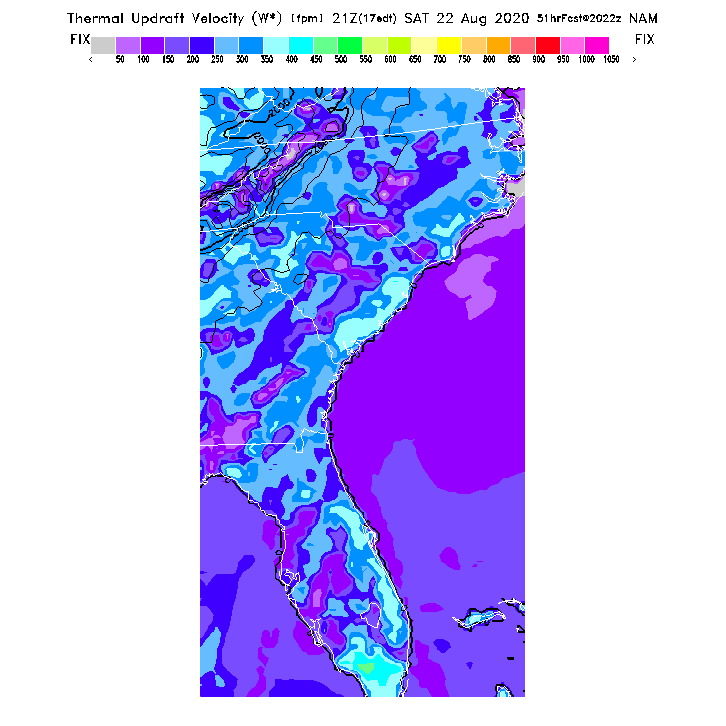 Thermal Updraft Velocity (W*) [fpm] 21Z(17edt) SAT 22 Aug 2020 51hrFcst@2022z NAM
FIX FIX
< 50 100 150 200 250 300 350 400 450 500 550 600 650 700 750 800 850 900 950 1000 1050 >
2000